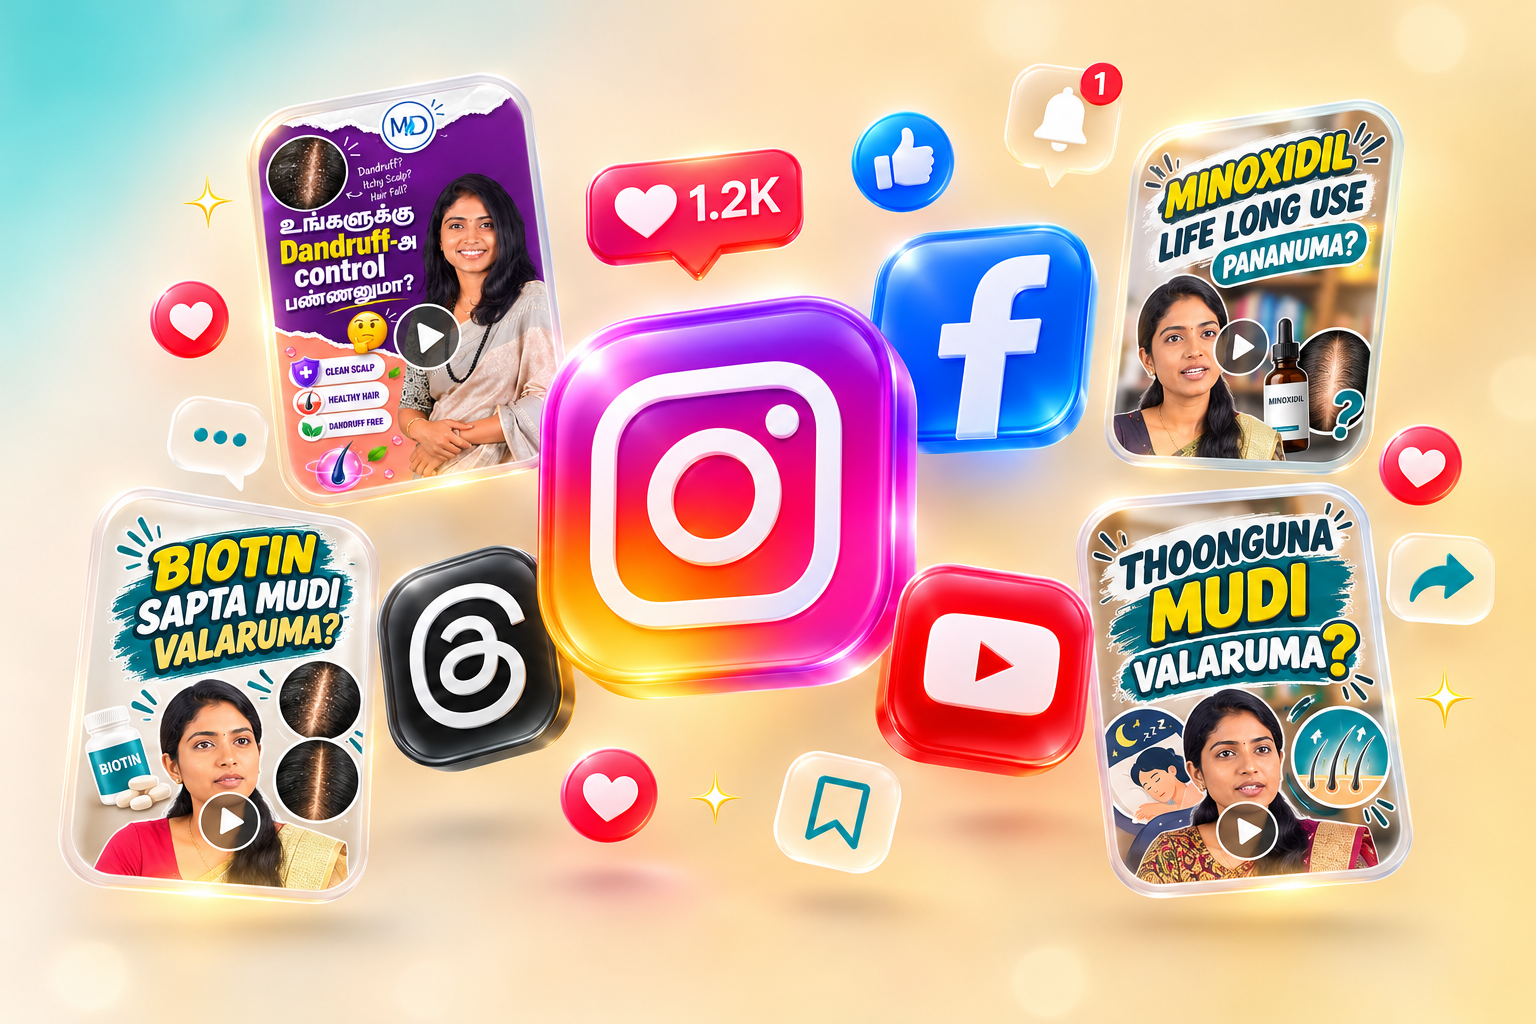 MD
Dandruff?
Itchy Scalp?
Hair Fall?
உங்களுக்கு
Dandruff-அ
control
பண்ணனுமா?
CLEAN SCALP
HEALTHY HAIR
DANDRUFF FREE
1.2K
1
MINOXIDIL
LIFE LONG USE
PANANUMA?
MINOXIDIL
?
f
BIOTIN
SAPTA MUDI
VALARUMA?
BIOTIN
THOONGUNA
MUDI
VALARUMA?
z z z